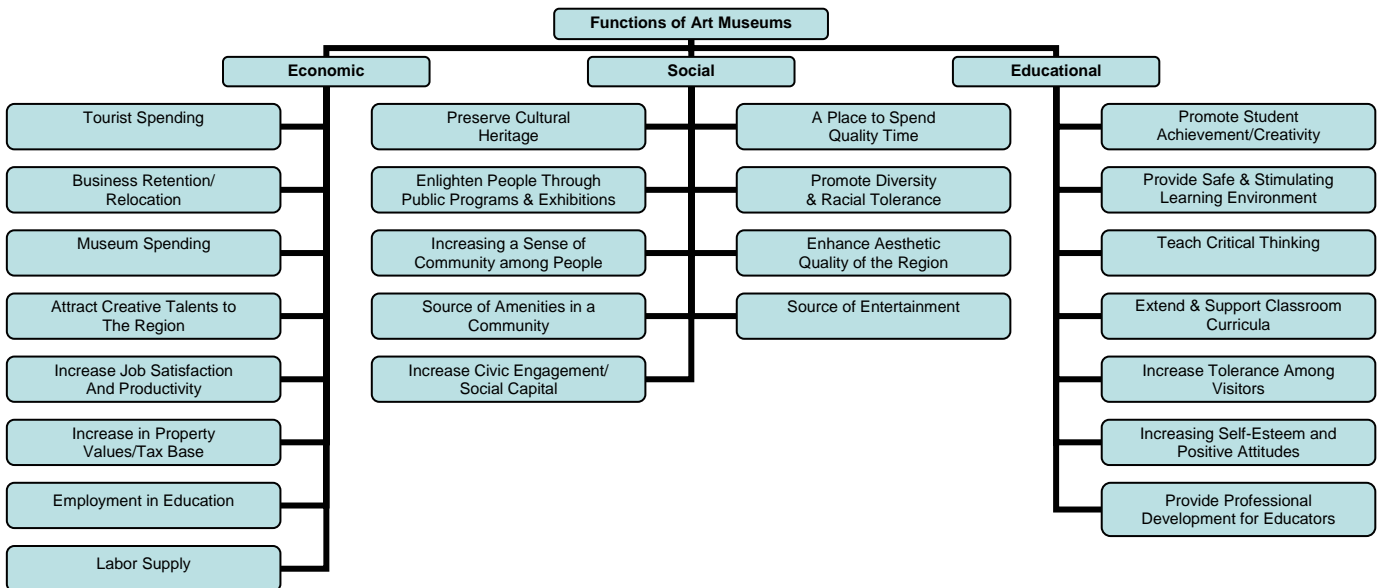 Functions of Art Museums
Economic
Social
Educational
Tourist Spending
Business Retention/
Relocation
Museum Spending
Attract Creative Talents to
The Region
Increase Job Satisfaction
And Productivity
Increase in Property
Values/Tax Base
Employment in Education
Labor Supply
Preserve Cultural
Heritage
Enlighten People Through
Public Programs & Exhibitions
Increasing a Sense of
Community among People
Source of Amenities in a
Community
Increase Civic Engagement/
Social Capital
A Place to Spend
Quality Time
Promote Diversity
& Racial Tolerance
Enhance Aesthetic
Quality of the Region
Source of Entertainment
Promote Student
Achievement/Creativity
Provide Safe & Stimulating
Learning Environment
Teach Critical Thinking
Extend & Support Classroom
Curricula
Increase Tolerance Among
Visitors
Increasing Self-Esteem and
Positive Attitudes
Provide Professional
Development for Educators